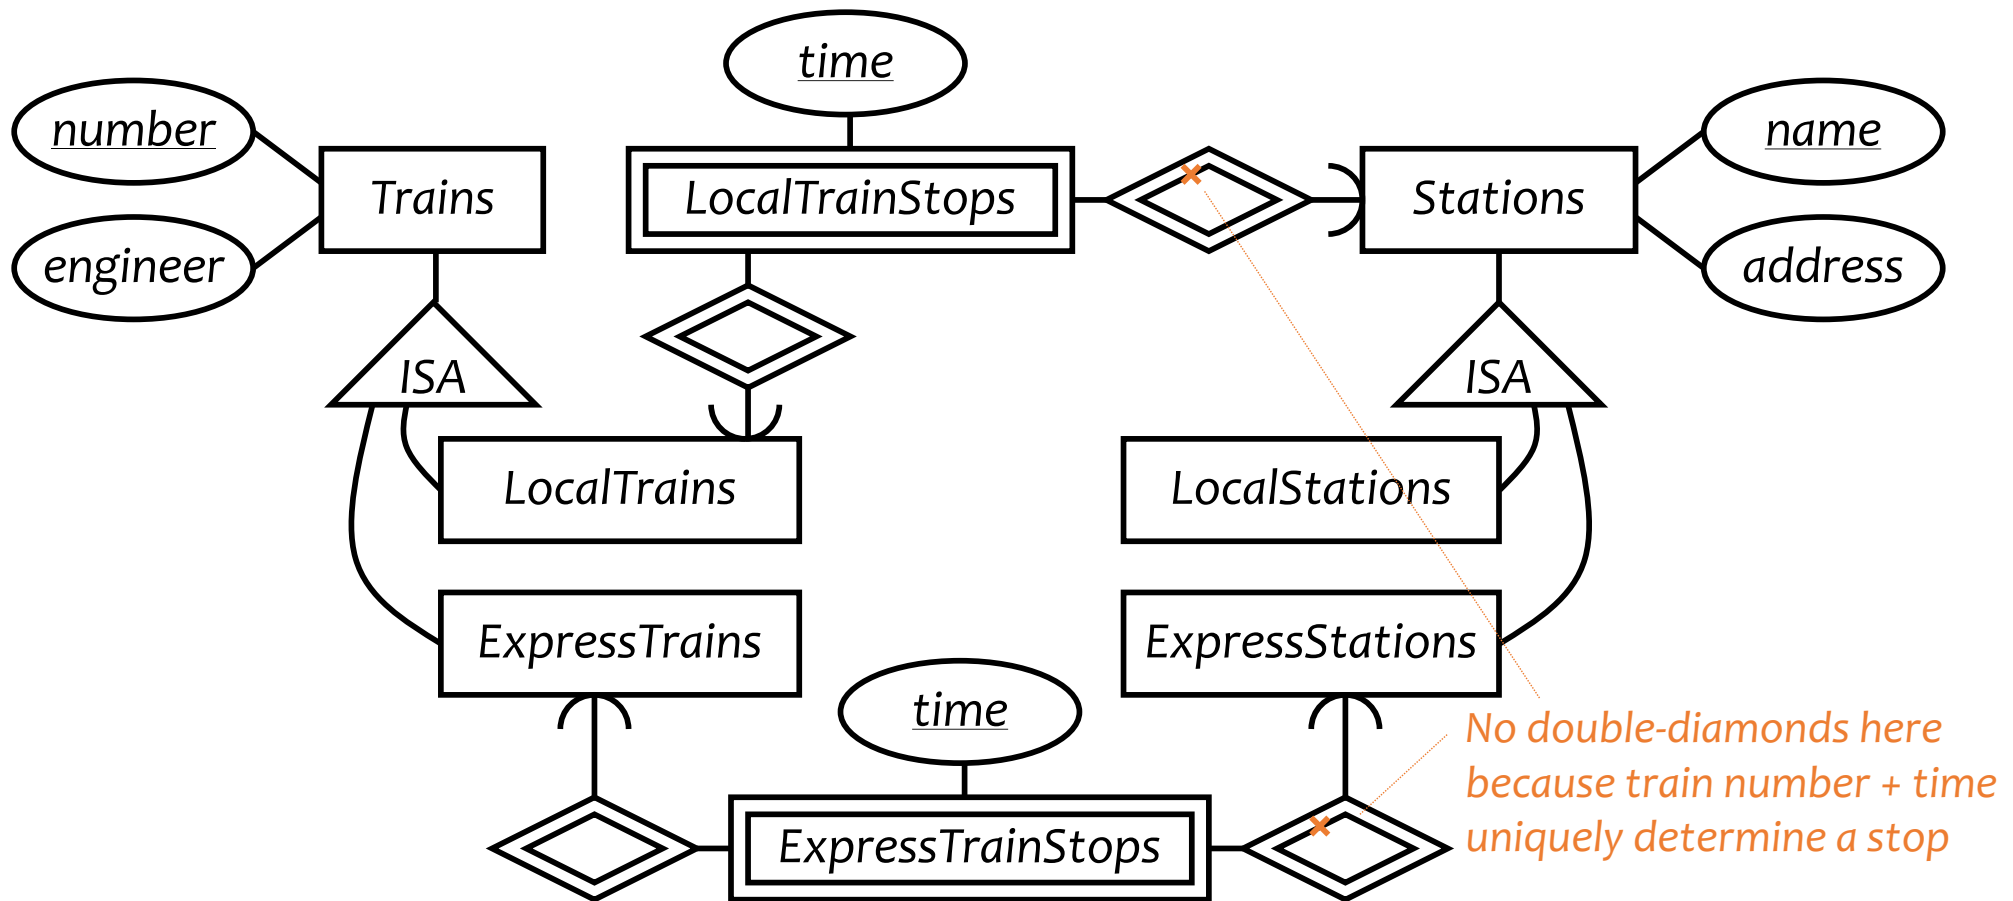 time
number
name
Trains
LocalTrainStops
Stations
engineer
address
ISA
ISA
LocalTrains
LocalStations
ExpressTrains
ExpressStations
time
No double-diamonds here
because train number + time
uniquely determine a stop
ExpressTrainStops